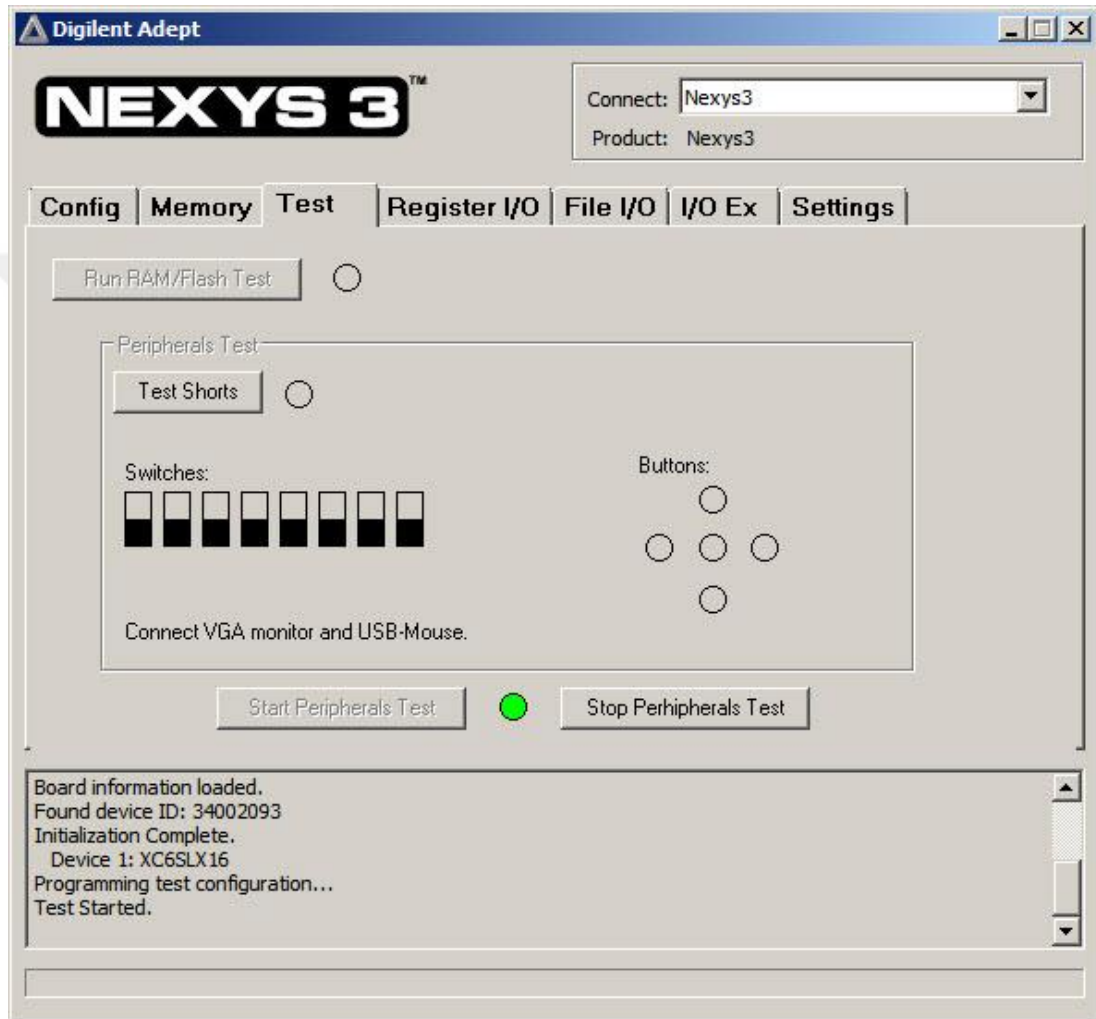 Digilent Adept
NEXYS 3™
Connect: Nexys3
Product: Nexys3
Config Memory Test Register I/O File I/O I/O Ex Settings
Run RAM/Flash Test
Peripherals Test
Test Shorts
Switches:
Buttons:
Connect VGA monitor and USB-Mouse.
Start Peripherals Test
Stop Perhipherals Test
Board information loaded.
Found device ID: 34002093
Initialization Complete.
Device 1: XC6SLX16
Programming test configuration...
Test Started.